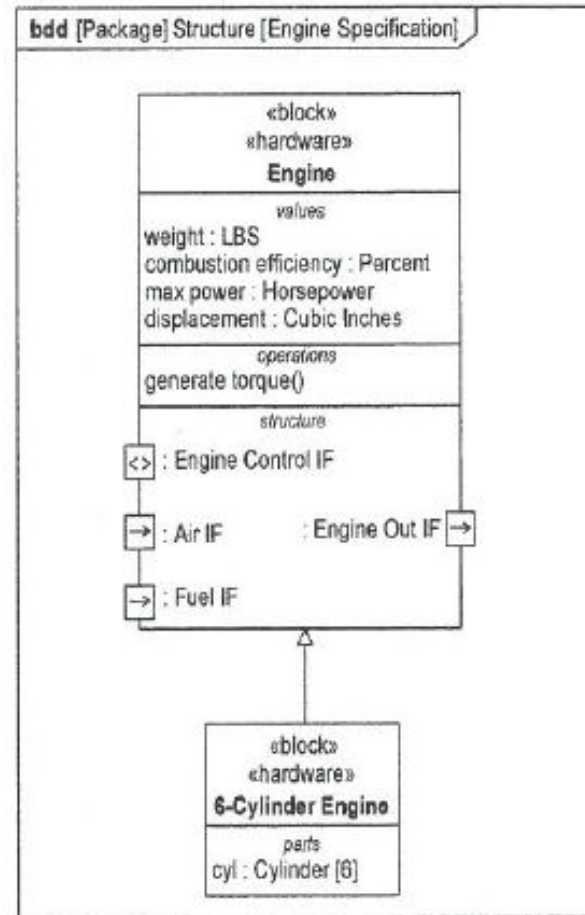 bdd [Package] Structure [Engine Specification]
«block»
«hardware»
Engine
values
weight : LBS
combustion efficiency : Percent
max power : Horsepower
displacement : Cubic Inches
operations
generate torque()
structure
<> : Engine Control IF
→ : Air IF : Engine Out IF →
→ : Fuel IF
«block»
«hardware»
6-Cylinder Engine
parts
cyl : Cylinder [6]